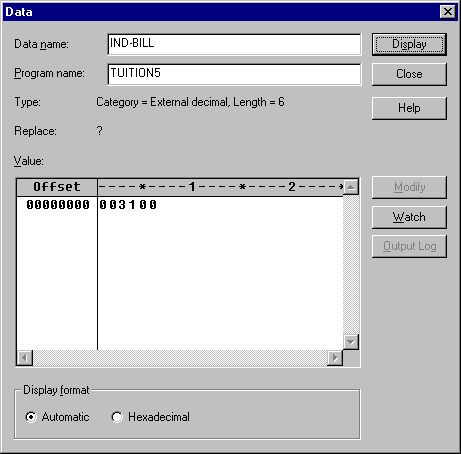 Data
Data name: IND-BILL Display
Program name: TUITION5 Close
Type: Category = External decimal, Length = 6 Help
Replace: ?
Value:
Offset ----*----1----*----2----* Modify
00000000 003100 Watch
Output Log
Display format
Automatic Hexadecimal